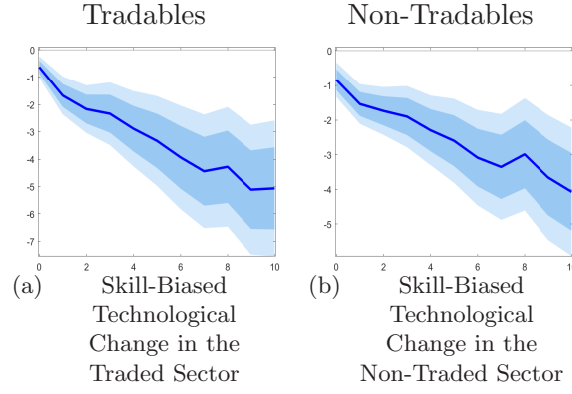 Tradables
Non-Tradables
0
-1
-2
-3
-4
-5
-6
-7
0 2 4 6 8 10
0
-1
-2
-3
-4
-5
0 2 4 6 8 10
(a) Skill-Biased
Technological
Change in the
Traded Sector
(b) Skill-Biased
Technological
Change in the
Non-Traded Sector